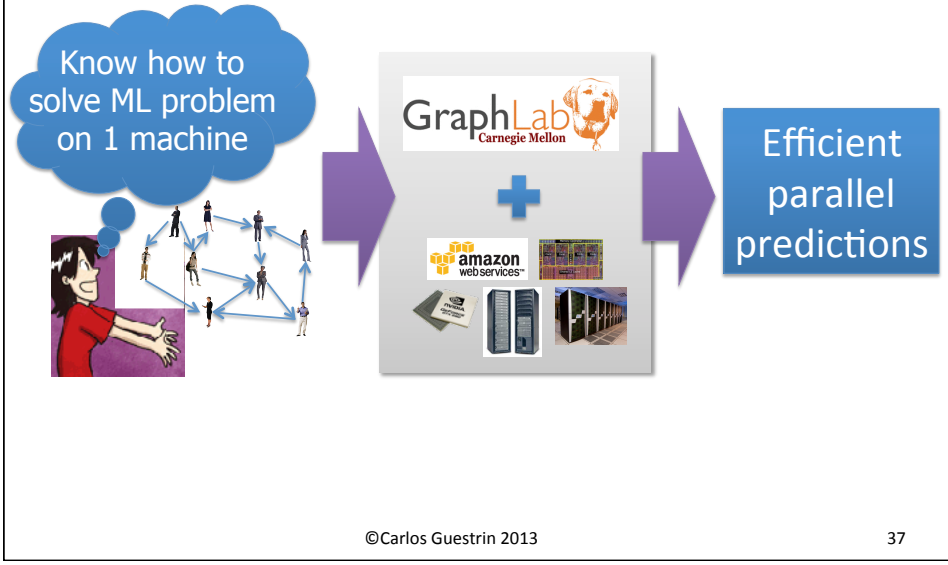 Know how to
solve ML problem
on 1 machine
GraphLab
Carnegie Mellon
amazon
webservices™
nVIDIA
Efficient
parallel
predictions
©Carlos Guestrin 2013
37